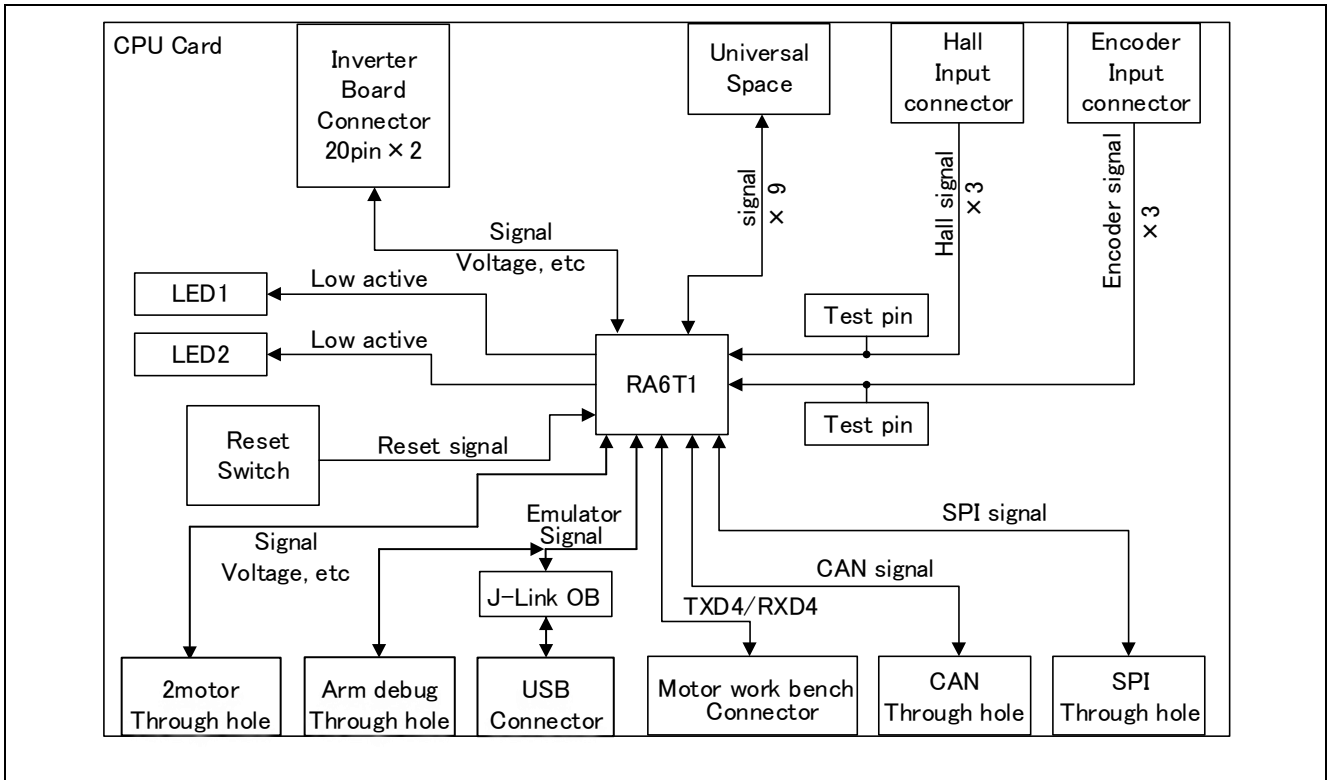 CPU Card
Inverter
Board
Connector
20pin × 2
Universal
Space
Hall
Input
connector
Encoder
Input
connector
signal
× 9
Hall signal
×3
Encoder signal
×3
Signal
Voltage, etc
LED1
Low active
LED2
Low active
Test pin
RA6T1
Test pin
Reset
Switch
Reset signal
Emulator
Signal
Signal
Voltage, etc
SPI signal
CAN signal
J-Link OB
TXD4/RXD4
2motor
Through hole
Arm debug
Through hole
USB
Connector
Motor work bench
Connector
CAN
Through hole
SPI
Through hole